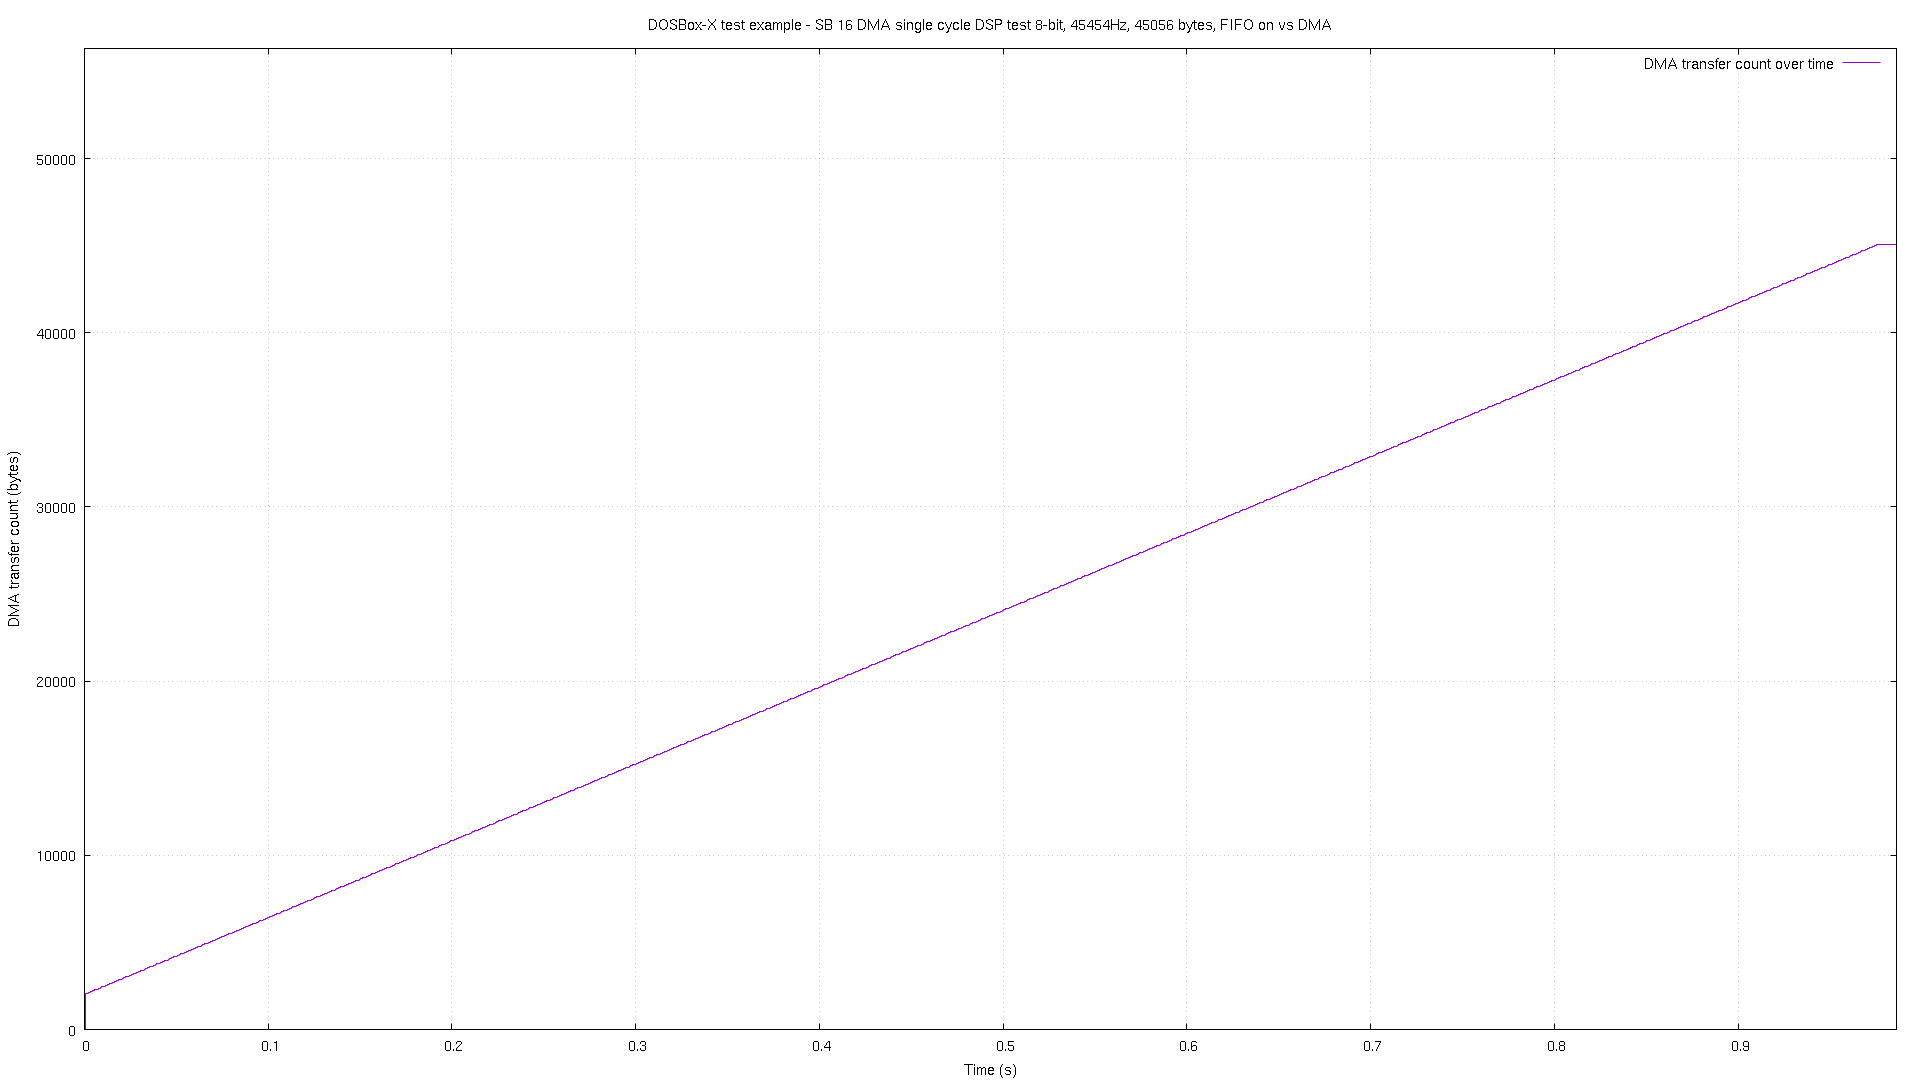 DOSBox-X test example - SB 16 DMA single cycle DSP test 8-bit, 45454Hz, 45056 bytes, FIFO on vs DMA
DMA transfer count over time
50000
40000
30000
20000
10000
0
DMA transfer count (bytes)
0 0.1 0.2 0.3 0.4 0.5 0.6 0.7 0.8 0.9
Time (s)